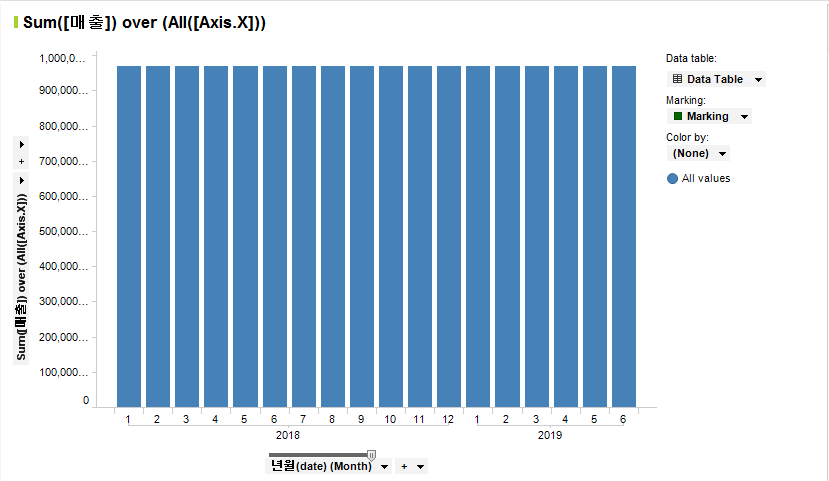 Sum([매출]) over (All([Axis.X]))
1,000,0...
900,000...
800,000...
700,000...
600,000...
500,000...
400,000...
300,000...
200,000...
100,000...
0
+
Sum([매출]) over (All([Axis.X]))
1 2 3 4 5 6 7 8 9 10 11 12 1 2 3 4 5 6
2018 2019
년월(date) (Month) +
Data table:
Data Table
Marking:
Marking
Color by:
(None)
All values